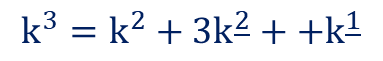 k³ = k² + 3k² + +k¹